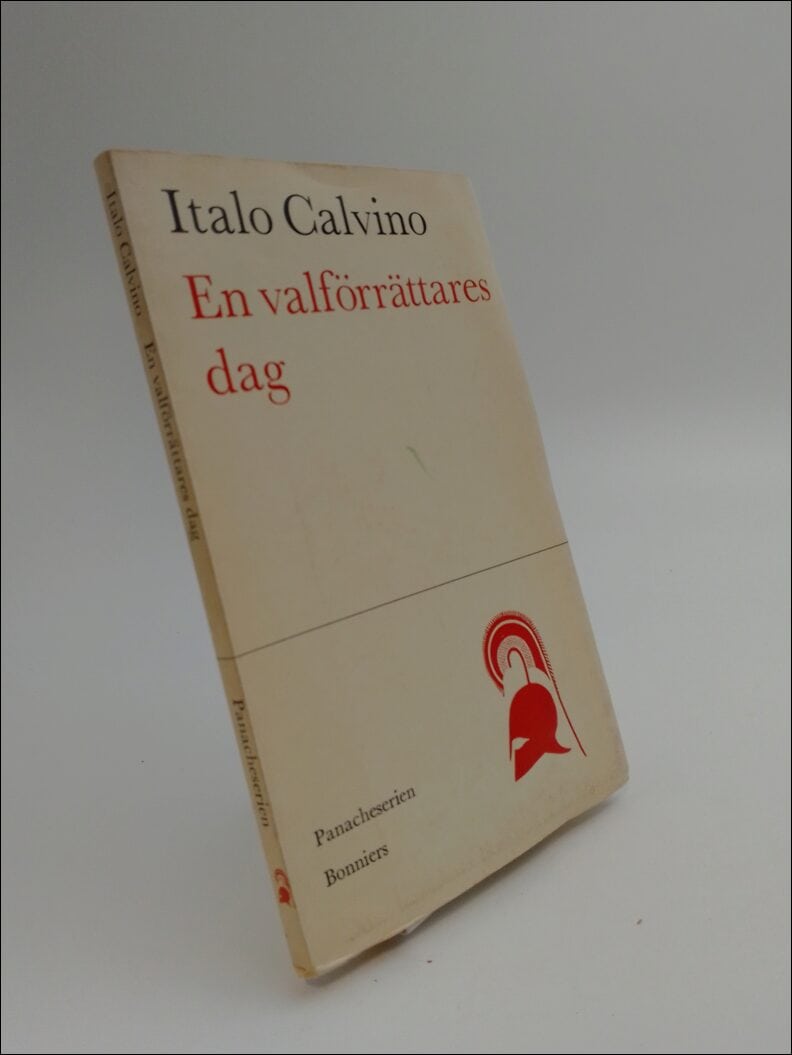 Italo Calvino
En valförrättares
dag
Panacheserien
Bonniers
Italo Calvino En valförrättares dag Panacheserien